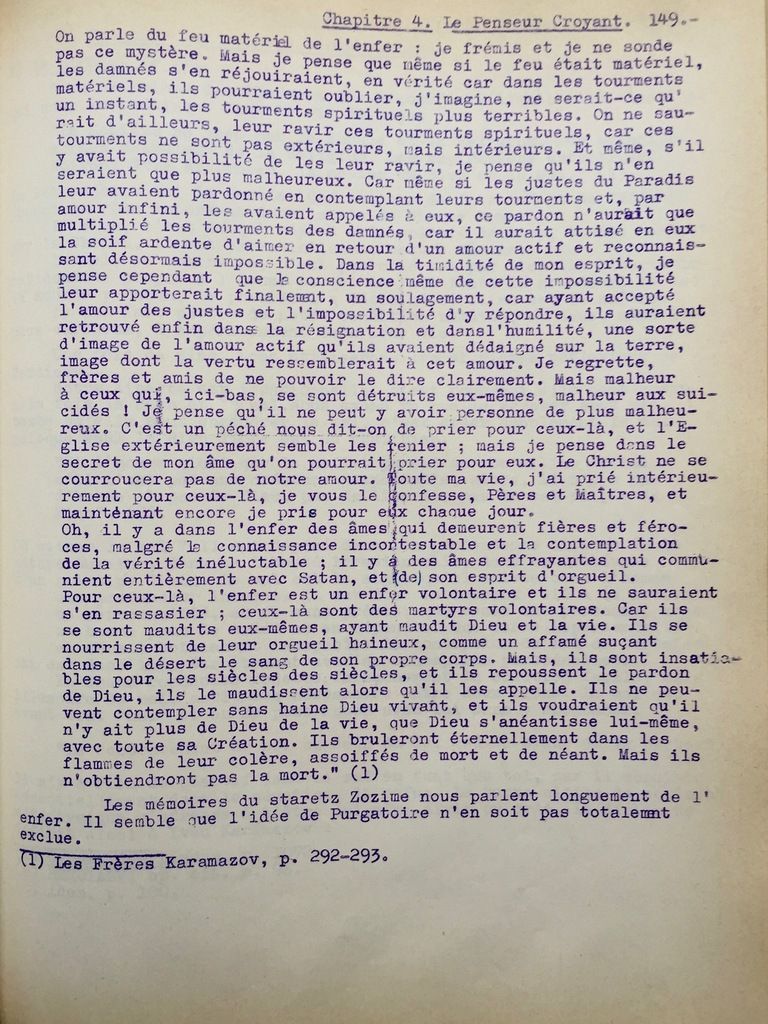 Chapitre 4. Le Penseur Croyant. 149.-
On parle du feu matériel de l'enfer : je frémis et je ne sonde
pas ce mystère. Mais je pense que même si le feu était matériel,
les damnés s'en réjouiraient, en vérité car dans les tourments
matériels, ils pourraient oublier, j'imagine, ne serait-ce qu'
un instant, les tourments spirituels plus terribles. On ne sau-
rait d'ailleurs, leur ravir ces tourments spirituels, car ces
tourments ne sont pas extérieurs, mais intérieurs. Et même, s'il
y avait possibilité de les leur ravir, je pense qu'ils n'en
seraient que plus malheureux. Car même si les justes du Paradis
leur avaient pardonné en contemplant leurs tourments et, par
amour infini, les avaient appelés à eux, ce pardon n'aurait que
multiplié les tourments des damnés, car il aurait attisé en eux
la soif ardente d'aimer en retour d'un amour actif et reconnais-
sant désormais impossible. Dans la timidité de mon esprit, je
pense cependant que le conscience même de cette impossibilité
leur apporterait finalemmt, un soulagement, car ayant accepté
l'amour des justes et l'impossibilité d'y répondre, ils auraient
retrouvé enfin dans la résignation et dansl'humilité, une sorte
d'image de l'amour actif qu'ils avaient dédaigné sur la terre,
image dont la vertu ressemblerait à cet amour. Je regrette,
frères et amis de ne pouvoir le dire clairement. Mais malheur
à ceux qui, ici-bas, se sont détruits eux-mêmes, malheur aux sui-
cidés ! Je pense qu'il ne peut y avoir personne de plus malheu-
reux. C'est un péché nous dit-on de prier pour ceux-là, et l'E-
glise extérieurement semble les renier ; mais je pense dans le
secret de mon âme qu'on pourrait prier pour eux. Le Christ ne se
courroucera pas de notre amour. Toute ma vie, j'ai prié intérieu-
rement pour ceux-là, je vous le confesse, Pères et Maîtres, et
maintenant encore je pris pour eux chaque jour.
Oh, il y a dans l'enfer des âmes qui demeurent fières et féro-
ces, malgré la connaissance incontestable et la contemplation
de la vérité inéluctable ; il y a des âmes effrayantes qui commu-
nient entièrement avec Satan, et (de) son esprit d'orgueil.
Pour ceux-là, l'enfer est un enfer volontaire et ils ne sauraient
s'en rassasier ; ceux-là sont des martyrs volontaires. Car ils
se sont maudits eux-mêmes, ayant maudit Dieu et la vie. Ils se
nourrissent de leur orgueil haineux, comme un affamé suçant
dans le désert le sang de son propre corps. Mais, ils sont insatia-
bles pour les siècles des siècles, et ils repoussent le pardon
de Dieu, ils le maudissent alors qu'il les appelle. Ils ne peu-
vent contempler sans haine Dieu vivant, et ils voudraient qu'il
n'y ait plus de Dieu de la vie, que Dieu s'anéantisse lui-même,
avec toute sa Création. Ils bruleront éternellement dans les
flammes de leur colère, assoiffés de mort et de néant. Mais ils
n'obtiendront pas la mort." (1)
Les mémoires du staretz Zozime nous parlent longuement de l'
enfer. Il semble que l'idée de Purgatoire n'en soit pas totalemmt
exclue.
(1) Les Frères Karamazov, p. 292-293.